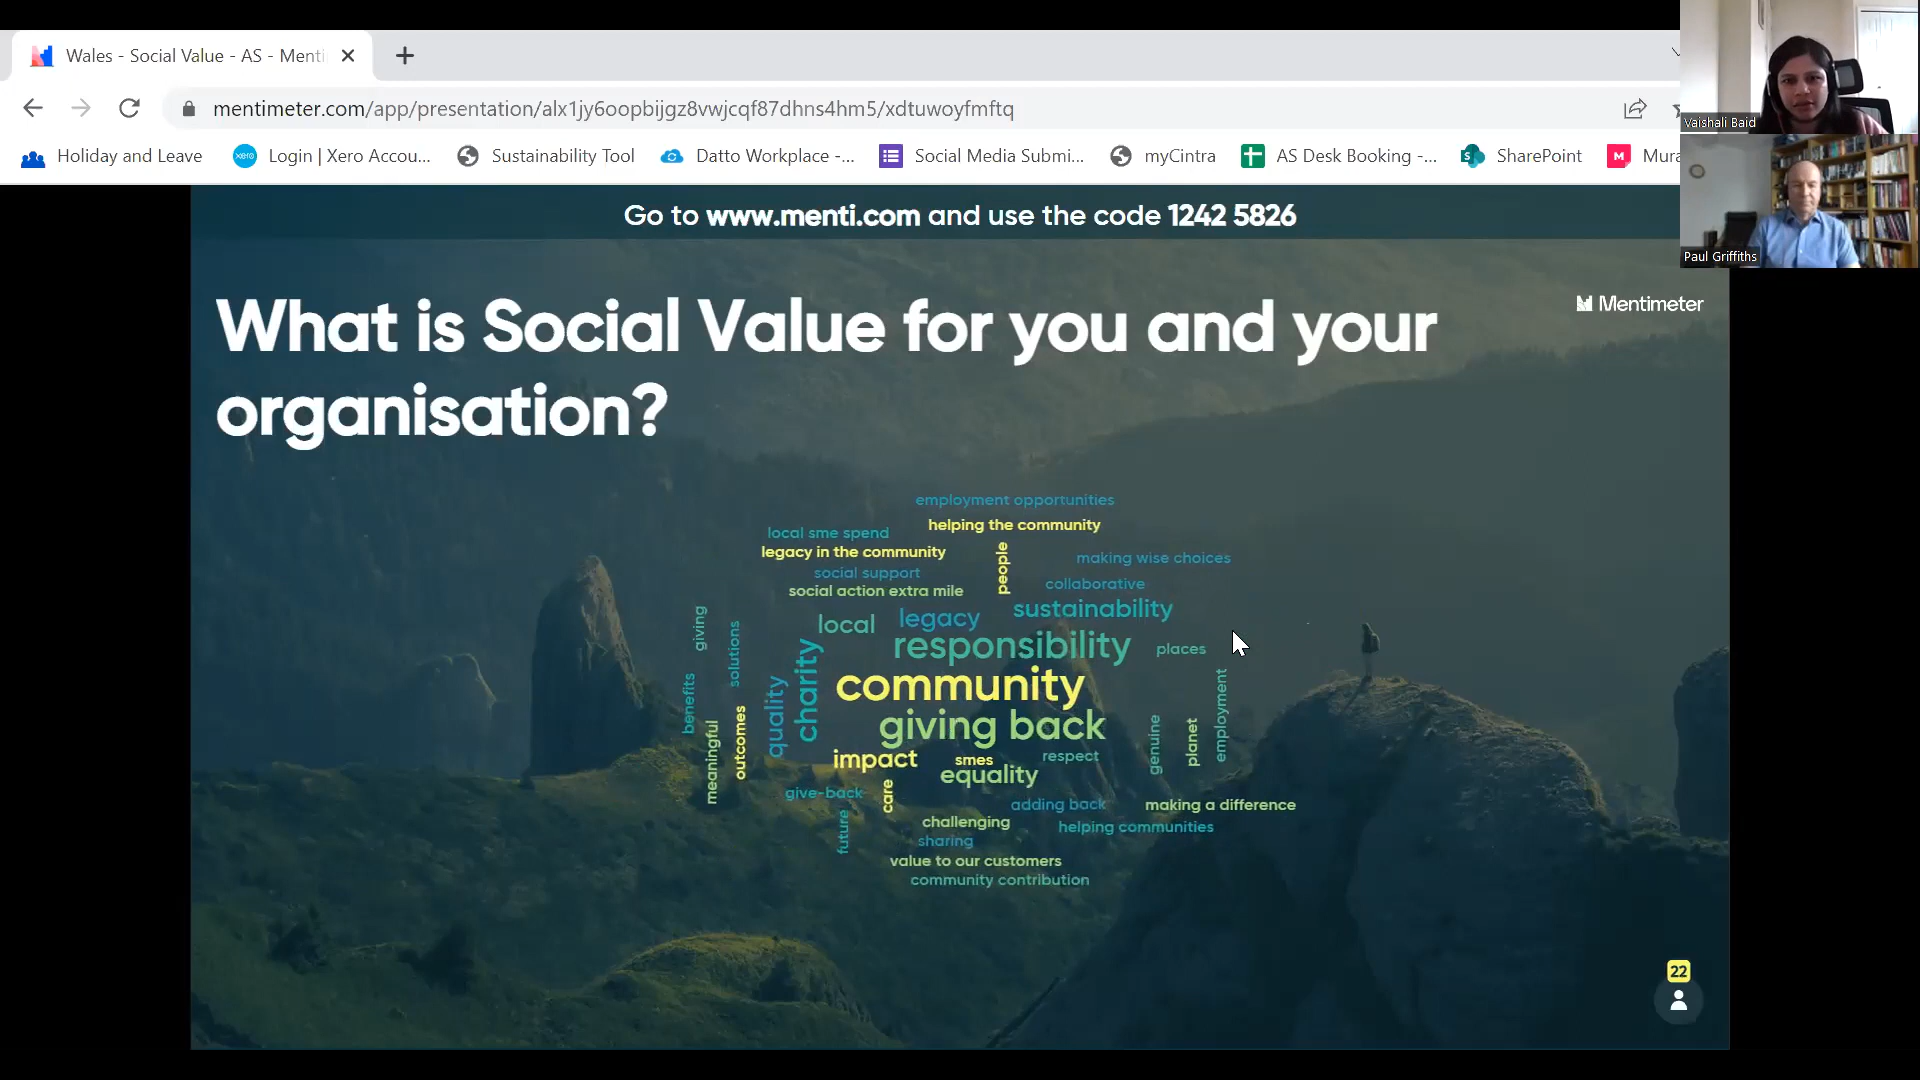 Wales - Social Value - AS - Menti
mentimeter.com/app/presentation/alx1jy6oopbijgz8vwjcqf87dhns4hm5/xdtuwoyfmftq
Holiday and Leave
Login | Xero Accou...
Sustainability Tool
Datto Workplace -...
Social Media Submi...
myCintra
AS Desk Booking -...
SharePoint
Mura
Vaishali Baid
Paul Griffiths
Go to www.menti.com and use the code 1242 5826
What is Social Value for you and your
organisation?
Mentimeter
employment opportunities
helping the community
local sme spend
legacy in the community
people
making wise choices
social support
collaborative
social action extra mile
sustainability
giving
solutions
local
legacy
responsibility
places
charity
community
benefits
quality
employment
meaningful
outcomes
giving back
genuine
planet
impact
smes
respect
equality
give-back
care
adding back
making a difference
future
challenging
helping communities
sharing
value to our customers
community contribution
22